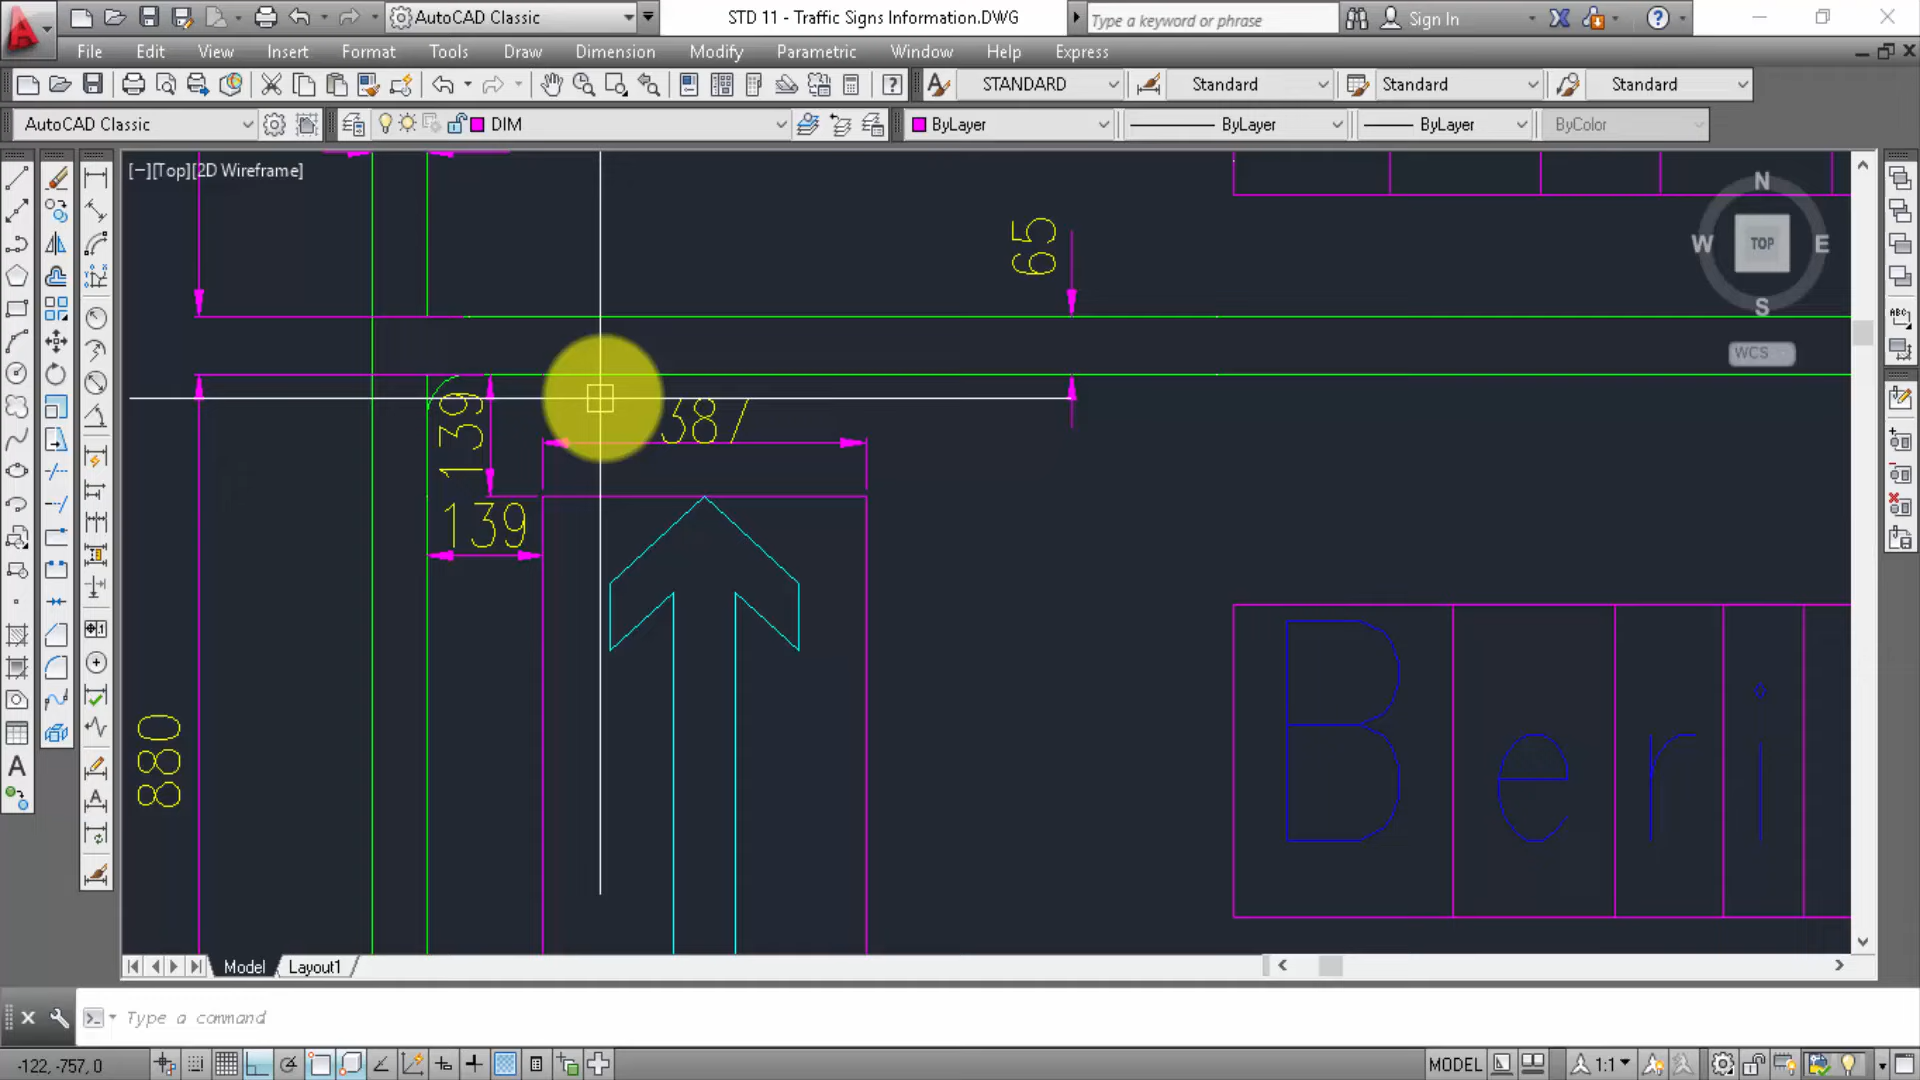 AutoCAD Classic
STD 11 - Traffic Signs Information.DWG
Type a keyword or phrase
Sign In
File Edit View Insert Format Tools Draw Dimension Modify Parametric Window Help Express
STANDARD Standard Standard Standard
AutoCAD Classic DIM ByLayer ByLayer ByLayer ByColor
[−][Top][2D Wireframe]
N
W TOP E
S
WCS
65
387
139
139
880
Beri
Model Layout1
Type a command
-122, -757, 0
MODEL 1:1